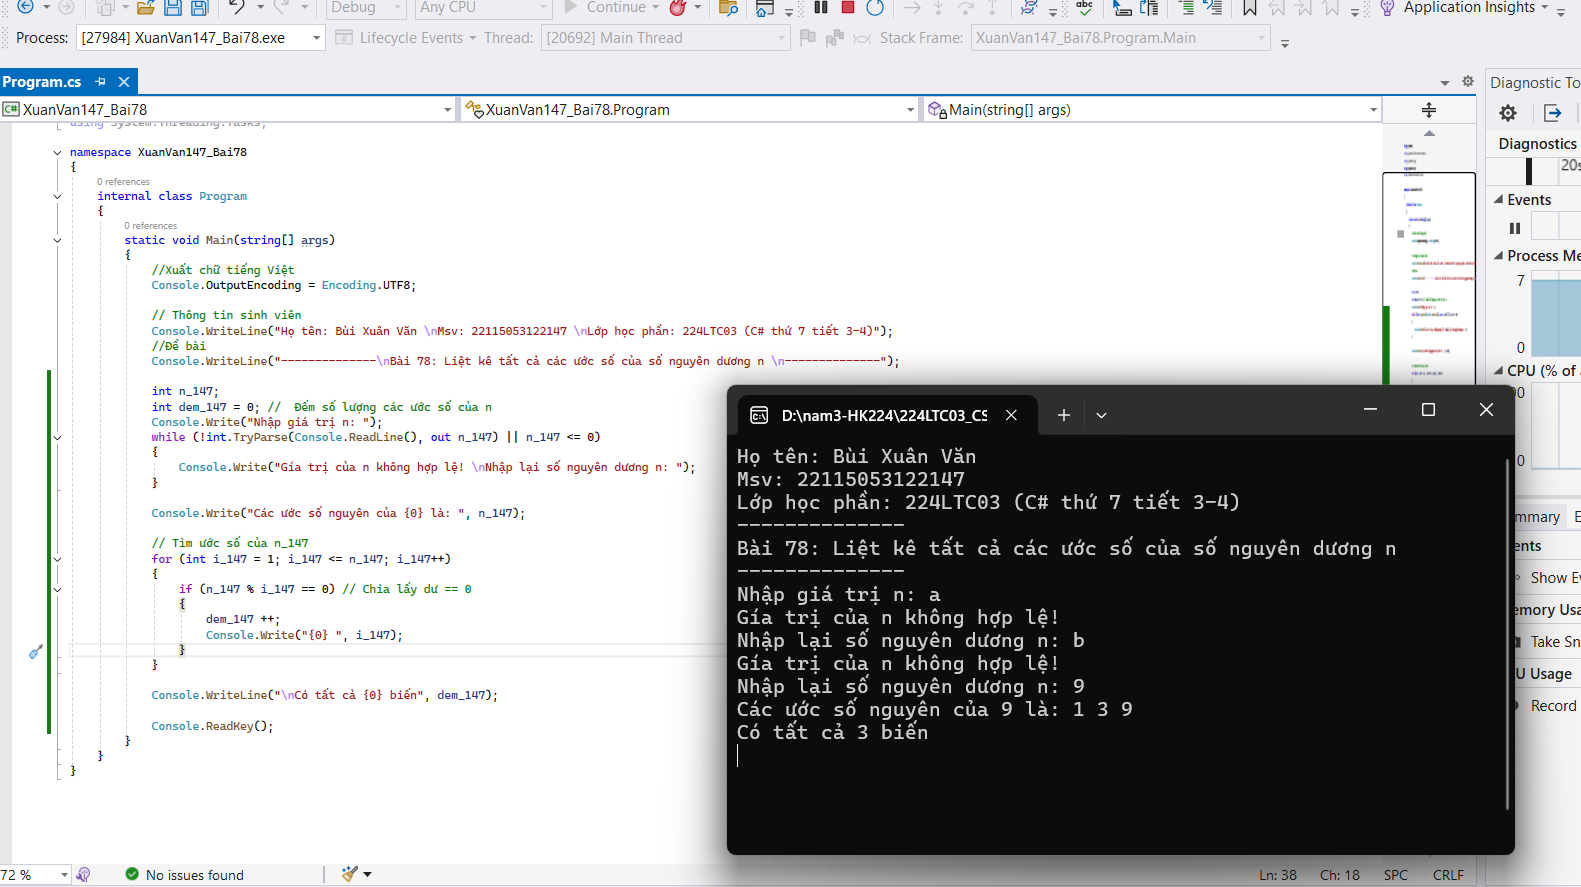 Debug
Any CPU
Continue
abc
Application Insights
Process:
[27984] XuanVan147_Bai78.exe
Lifecycle Events
Thread:
[20692] Main Thread
Stack Frame:
XuanVan147_Bai78.Program.Main
Program.cs
Diagnostic To
C# XuanVan147_Bai78
XuanVan147_Bai78.Program
Main(string[] args)
using System.Threading.Tasks;
namespace XuanVan147_Bai78
{
0 references
internal class Program
{
0 references
static void Main(string[] args)
{
//Xuất chữ tiếng Việt
Console.OutputEncoding = Encoding.UTF8;
// Thông tin sinh viên
Console.WriteLine("Họ tên: Bùi Xuân Văn \nMsv: 22115053122147 \nLớp học phần: 224LTC03 (C# thứ 7 tiết 3-4)");
//Đề bài
Console.WriteLine("--------------\nBài 78: Liệt kê tất cả các ước số của số nguyên dương n \n--------------");
int n_147;
int dem_147 = 0; //  Đếm số lượng các ước số của n
Console.Write("Nhập giá trị n: ");
while (!int.TryParse(Console.ReadLine(), out n_147) || n_147 <= 0)
{
Console.Write("Gía trị của n không hợp lệ! \nNhập lại số nguyên dương n: ");
}
Console.Write("Các ước số nguyên của {0} là: ", n_147);
// Tìm ước số của n_147
for (int i_147 = 1; i_147 <= n_147; i_147++)
{
if (n_147 % i_147 == 0) // Chia lấy dư == 0
{
dem_147 ++;
Console.Write("{0} ", i_147);
}
}
Console.WriteLine("\nCó tất cả {0} biến", dem_147);
Console.ReadKey();
}
}
}
Diagnostics
20s
Events
Process Me
7
0
CPU (% of a
00
0
mmary
E
ents
Show Ev
emory Usa
Take Sn
U Usage
Record
D:\nam3-HK224\224LTC03_CS
Họ tên: Bùi Xuân Văn
Msv: 22115053122147
Lớp học phần: 224LTC03 (C# thứ 7 tiết 3-4)
--------------
Bài 78: Liệt kê tất cả các ước số của số nguyên dương n
--------------
Nhập giá trị n: a
Gía trị của n không hợp lệ!
Nhập lại số nguyên dương n: b
Gía trị của n không hợp lệ!
Nhập lại số nguyên dương n: 9
Các ước số nguyên của 9 là: 1 3 9
Có tất cả 3 biến
72 %
No issues found
Ln: 38
Ch: 18
SPC
CRLF